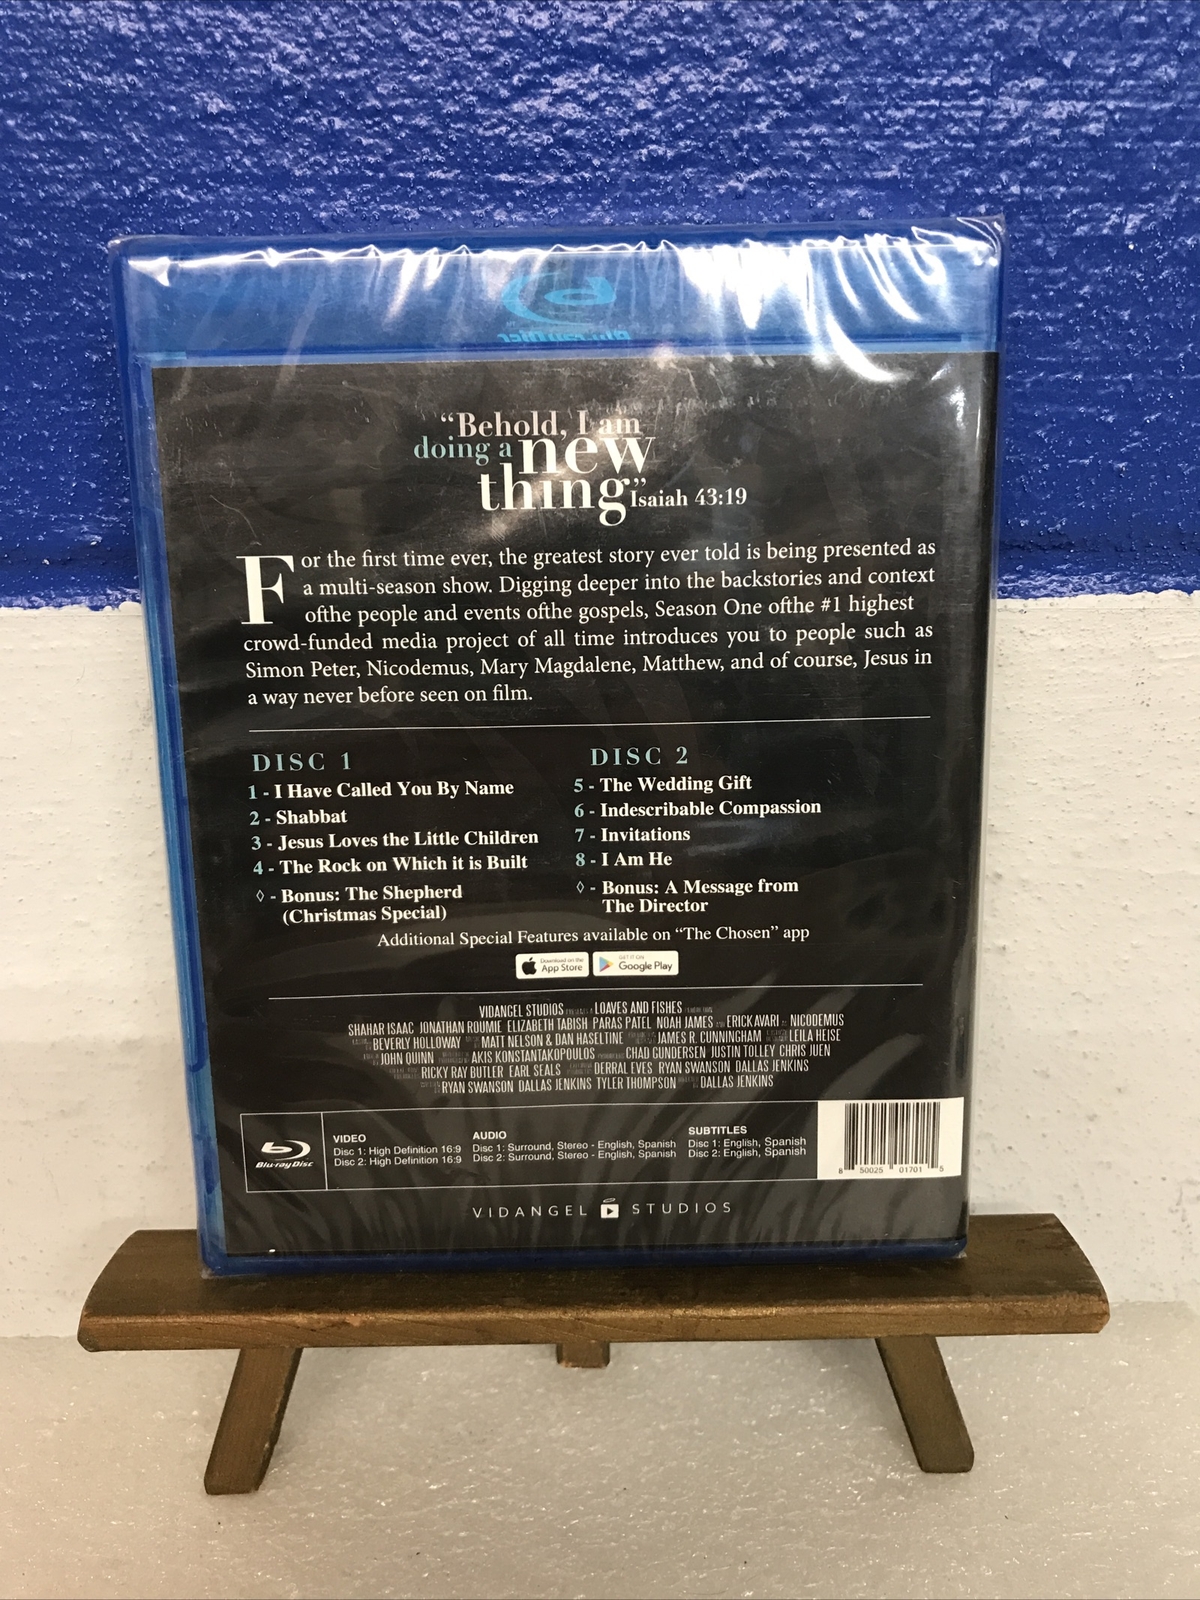 "Behold, I am
doing a new
thing" Isaiah 43:19
For the first time ever, the greatest story ever told is being presented as
a multi-season show. Digging deeper into the backstories and context
ofthe people and events ofthe gospels, Season One ofthe #1 highest
crowd-funded media project of all time introduces you to people such as
Simon Peter, Nicodemus, Mary Magdalene, Matthew, and of course, Jesus in
a way never before seen on film.
DISC 1
1 - I Have Called You By Name
2 - Shabbat
3 - Jesus Loves the Little Children
4 - The Rock on Which it is Built
◊ - Bonus: The Shepherd
(Christmas Special)
DISC 2
5 - The Wedding Gift
6 - Indescribable Compassion
7 - Invitations
8 - I Am He
◊ - Bonus: A Message from
The Director
Additional Special Features available on "The Chosen" app
Download on the
App Store
GET IT ON
Google Play
VIDANGEL STUDIOS LOAVES AND FISHES
SHAHAR ISAAC JONATHAN ROUMIE ELIZABETH TABISH PARAS PATEL NOAH JAMES ERICK AVARI NICODEMUS
BEVERLY HOLLOWAY MATT NELSON & DAN HASELTINE JAMES R. CUNNINGHAM LEILA HEISE
JOHN QUINN AKIS KONSTANTAKOPOULOS CHAD GUNDERSEN JUSTIN TOLLEY CHRIS JUEN
RICKY RAY BUTLER EARL SEALS DERRAL EVES RYAN SWANSON DALLAS JENKINS
RYAN SWANSON DALLAS JENKINS TYLER THOMPSON DALLAS JENKINS
Blu-ray Disc
VIDEO
Disc 1: High Definition 16:9
Disc 2: High Definition 16:9
AUDIO
Disc 1: Surround, Stereo - English, Spanish
Disc 2: Surround, Stereo - English, Spanish
SUBTITLES
Disc 1: English, Spanish
Disc 2: English, Spanish
8 50025 01701 5
VIDANGEL STUDIOS